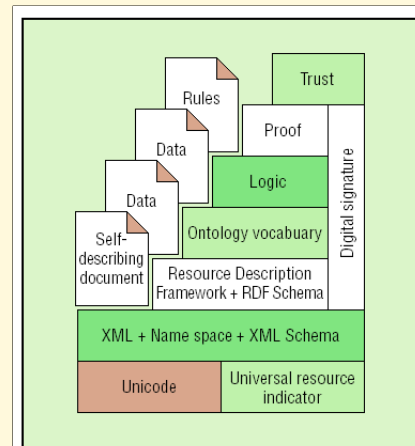 Trust
Rules
Proof
Data
Logic
Data
Digital signature
Ontology vocabuary
Self-
describing
document
Resource Description
Framework + RDF Schema
XML + Name space + XML Schema
Unicode
Universal resource
indicator